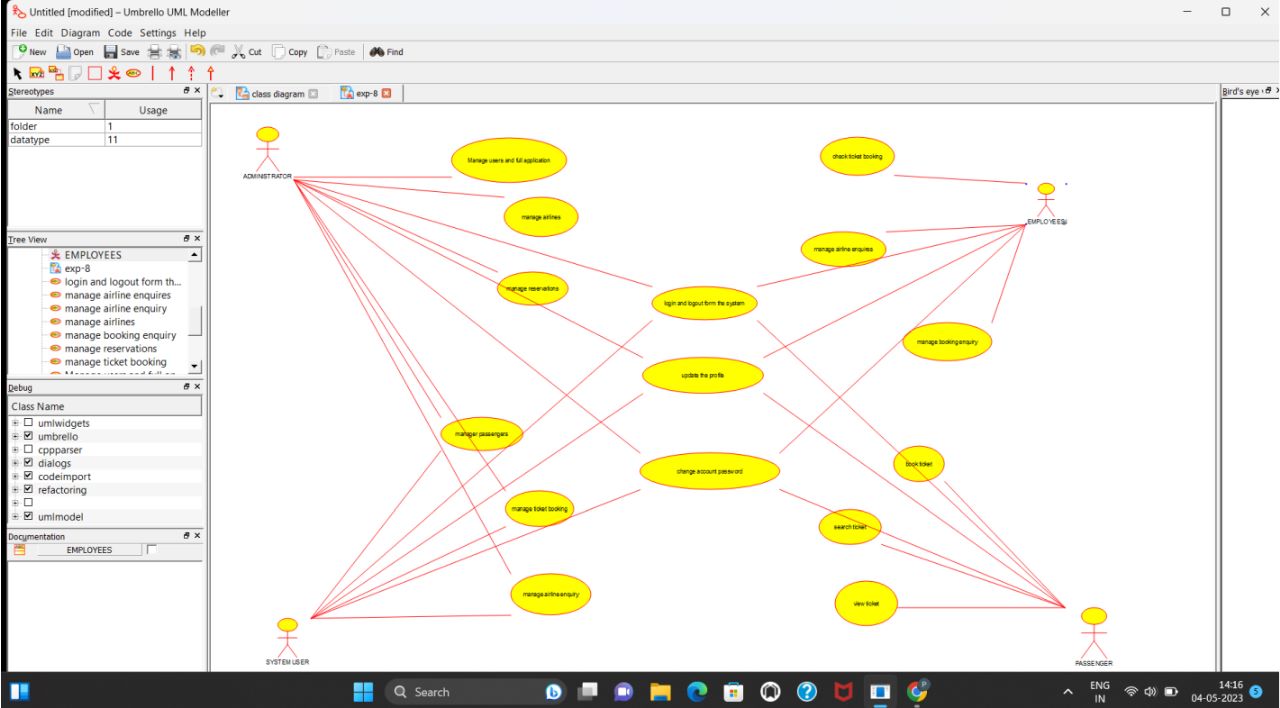 Untitled [modified] – Umbrello UML Modeller
File Edit Diagram Code Settings Help
New Open Save Cut Copy Paste Find
XYZ
ABC
Stereotypes
Name Usage
folder 1
datatype 11
Tree View
EMPLOYEES
exp-8
login and logout form th...
manage airline enquires
manage airline enquiry
manage airlines
manage booking enquiry
manage reservations
manage ticket booking
Debug
Class Name
umlwidgets
umbrello
cppparser
dialogs
codeimport
refactoring
umlmodel
Documentation
EMPLOYEES
class diagram exp-8
Bird's eye
ADMINISTRATOR
Manage users and full application
check ticket booking
manage airlines
EMPLOYEES
manage airline enquires
manage reservations
login and logout form the system
manage booking enquiry
update the profile
manager passengers
change account password
book ticket
manage ticket booking
search ticket
manage airline enquiry
view ticket
SYSTEM USER
PASSENGER
Search
ENG
IN
14:16
04-05-2023
5